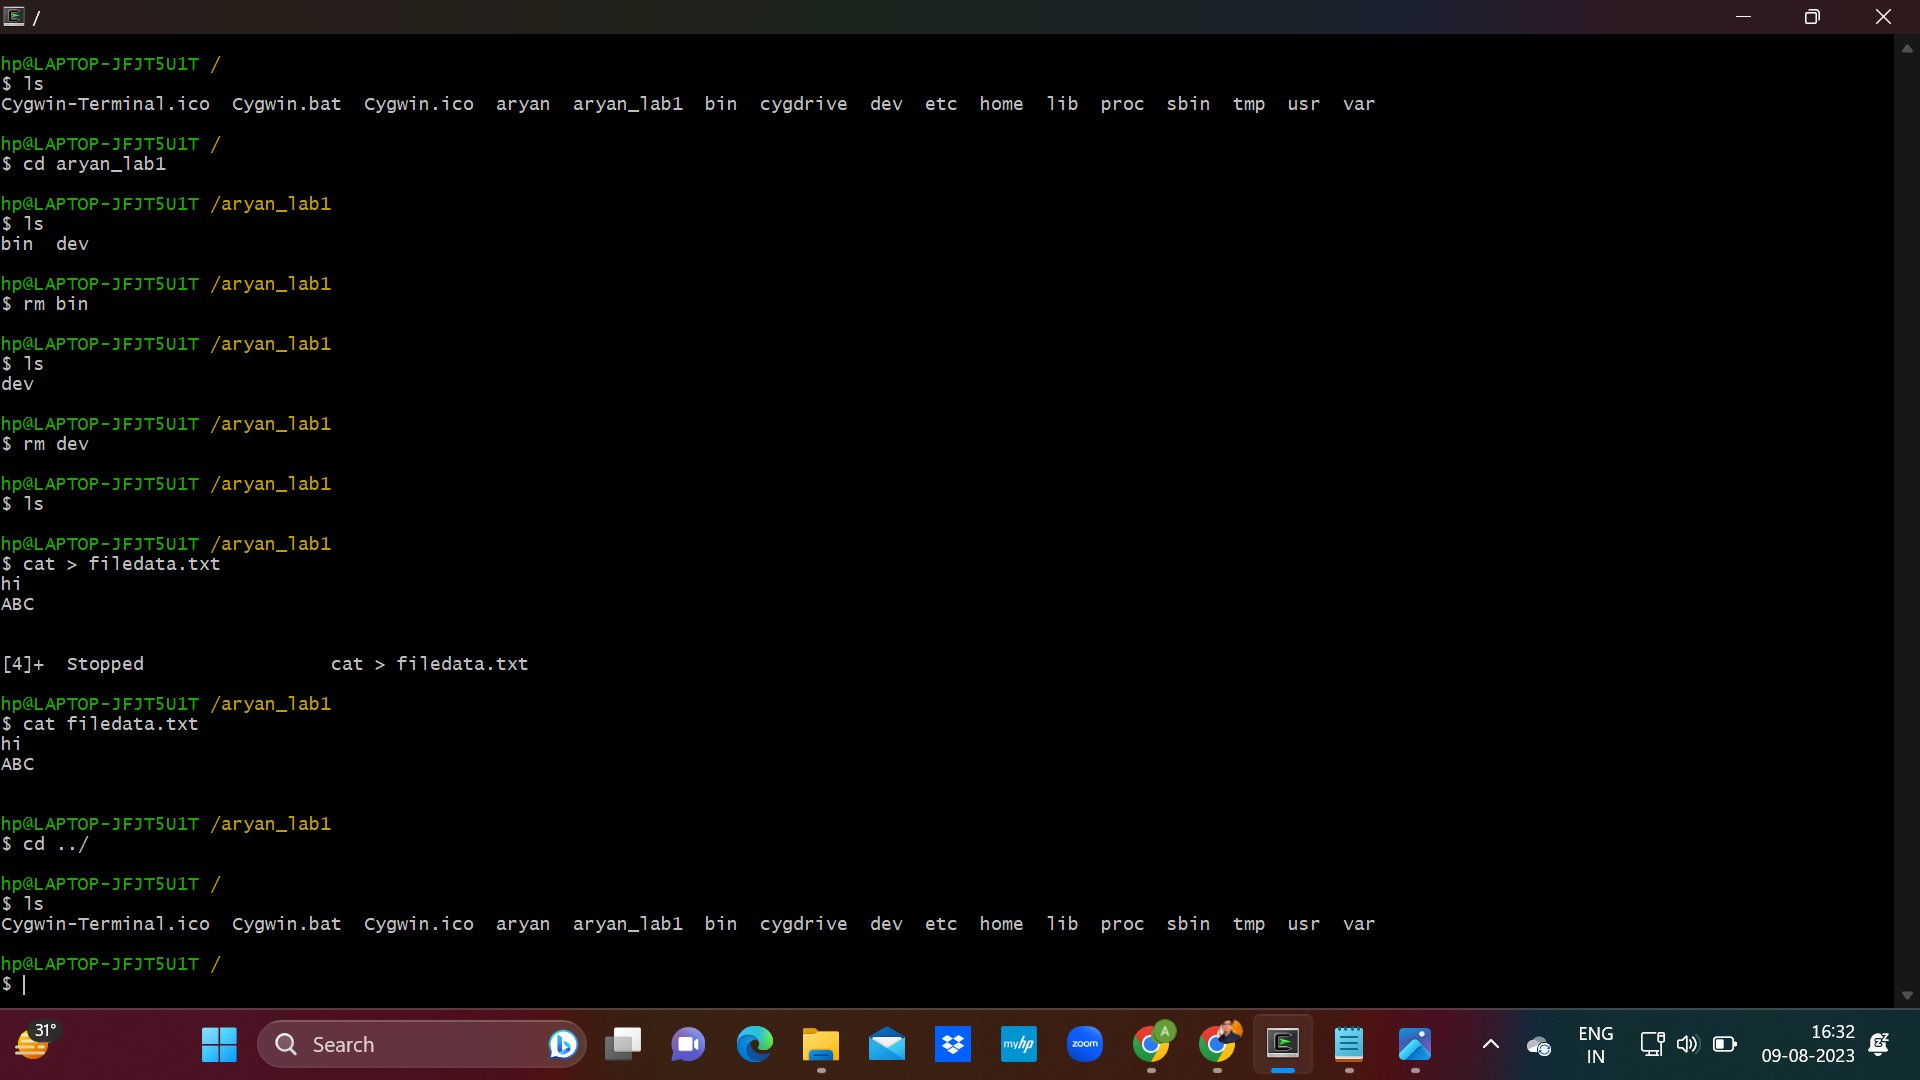 /
hp@LAPTOP-JFJT5U1T /
$ ls
Cygwin-Terminal.ico  Cygwin.bat  Cygwin.ico  aryan  aryan_lab1  bin  cygdrive  dev  etc  home  lib  proc  sbin  tmp  usr  var
hp@LAPTOP-JFJT5U1T /
$ cd aryan_lab1
hp@LAPTOP-JFJT5U1T /aryan_lab1
$ ls
bin  dev
hp@LAPTOP-JFJT5U1T /aryan_lab1
$ rm bin
hp@LAPTOP-JFJT5U1T /aryan_lab1
$ ls
dev
hp@LAPTOP-JFJT5U1T /aryan_lab1
$ rm dev
hp@LAPTOP-JFJT5U1T /aryan_lab1
$ ls
hp@LAPTOP-JFJT5U1T /aryan_lab1
$ cat > filedata.txt
hi
ABC
[4]+  Stopped                 cat > filedata.txt
hp@LAPTOP-JFJT5U1T /aryan_lab1
$ cat filedata.txt
hi
ABC
hp@LAPTOP-JFJT5U1T /aryan_lab1
$ cd ../
hp@LAPTOP-JFJT5U1T /
$ ls
Cygwin-Terminal.ico  Cygwin.bat  Cygwin.ico  aryan  aryan_lab1  bin  cygdrive  dev  etc  home  lib  proc  sbin  tmp  usr  var
hp@LAPTOP-JFJT5U1T /
$
31°
Search
myhp
zoom
A
ENG
IN
16:32
09-08-2023